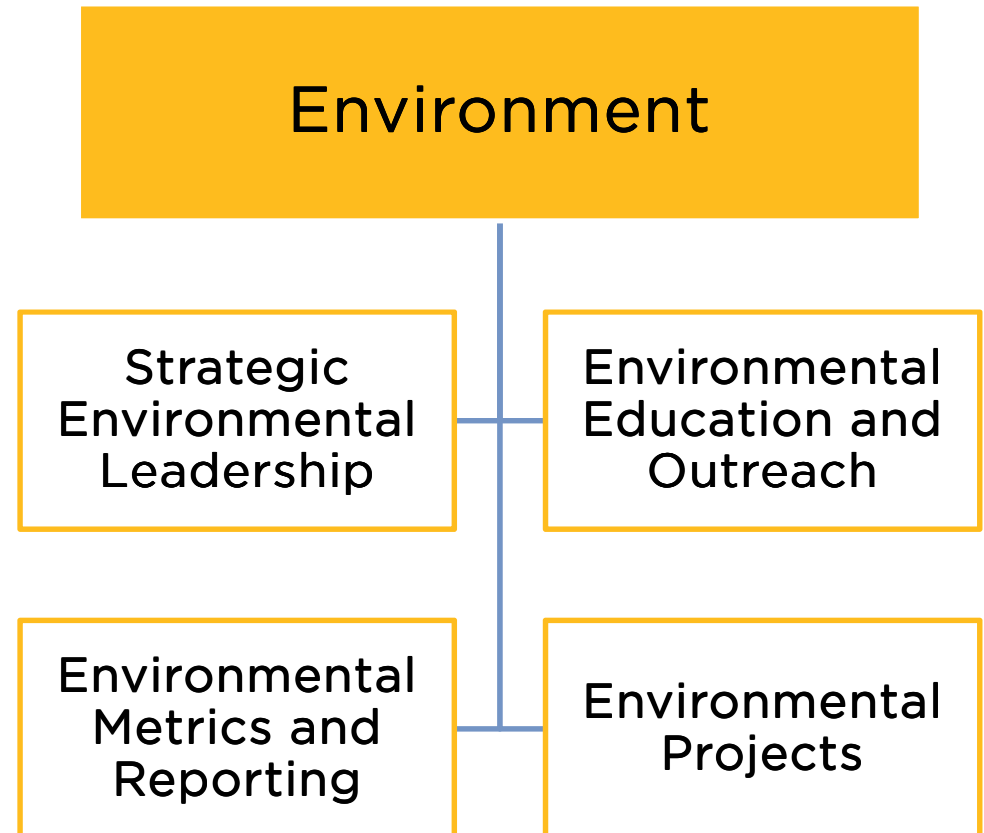 Environment
Strategic
Environmental
Leadership
Environmental
Education and
Outreach
Environmental
Metrics and
Reporting
Environmental
Projects